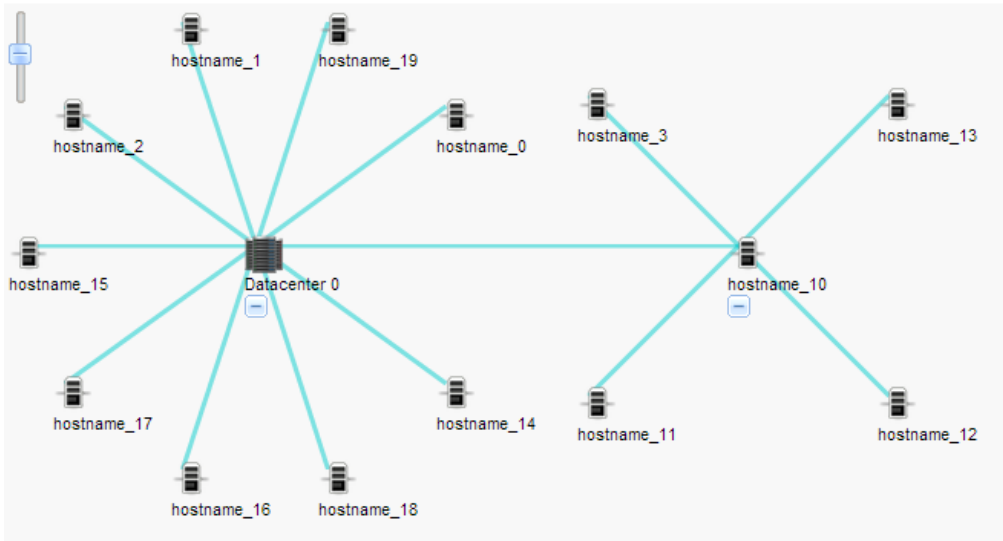 hostname_1
hostname_19
hostname_2
hostname_0
hostname_3
hostname_13
hostname_15
Datacenter 0
hostname_10
hostname_17
hostname_14
hostname_11
hostname_12
hostname_16
hostname_18